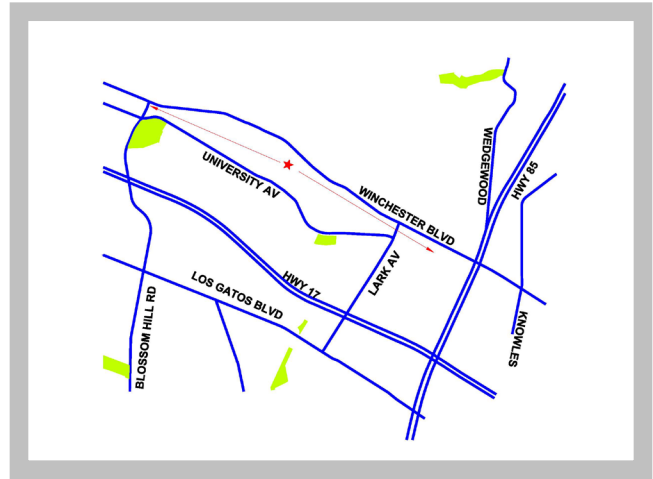 WEDGEWOOD
HWY 85
UNIVERSITY AV
WINCHESTER BLVD
LARK AV
HWY 17
LOS GATOS BLVD
BLOSSOM HILL RD
KNOWLES